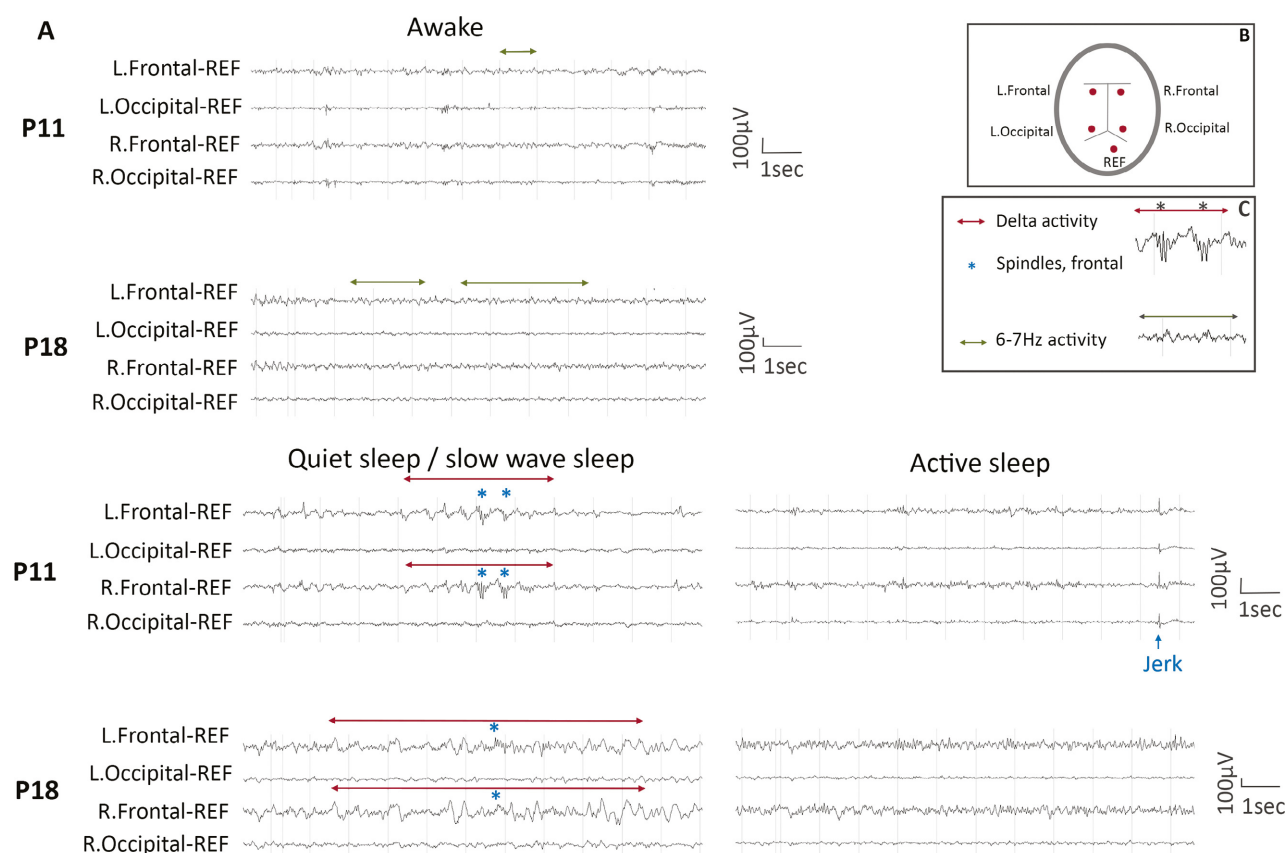 A
Awake
P11
L.Frontal-REF
L.Occipital-REF
R.Frontal-REF
R.Occipital-REF
100µV
1sec
B
L.Frontal
R.Frontal
L.Occipital
R.Occipital
REF
C
Delta activity
* *
* Spindles, frontal
6-7Hz activity
P18
L.Frontal-REF
L.Occipital-REF
R.Frontal-REF
R.Occipital-REF
100µV
1sec
Quiet sleep / slow wave sleep
Active sleep
P11
* *
L.Frontal-REF
L.Occipital-REF
* *
R.Frontal-REF
R.Occipital-REF
100µV
1sec
Jerk
P18
*
L.Frontal-REF
L.Occipital-REF
*
R.Frontal-REF
R.Occipital-REF
100µV
1sec